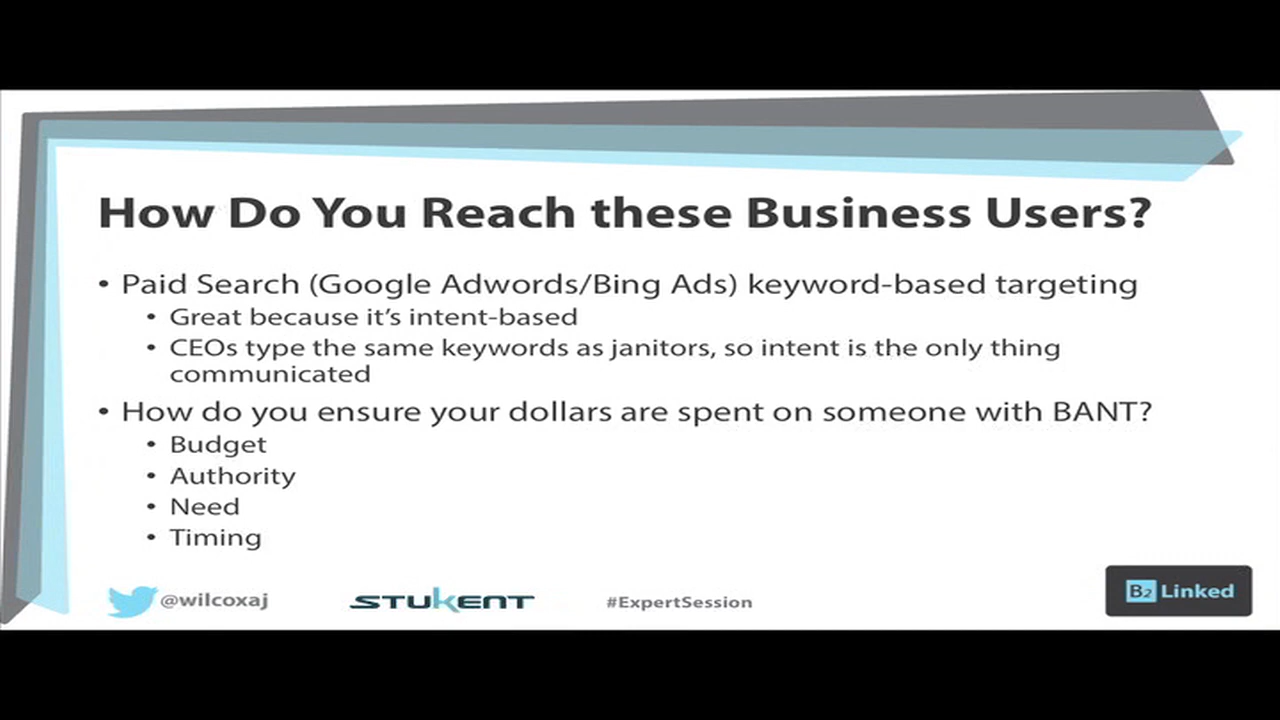 How Do You Reach these Business Users?
• Paid Search (Google Adwords/Bing Ads) keyword-based targeting
• Great because it’s intent-based
• CEOs type the same keywords as janitors, so intent is the only thing
communicated
• How do you ensure your dollars are spent on someone with BANT?
• Budget
• Authority
• Need
• Timing
@wilcoxaj STUKENT #ExpertSession B2 Linked